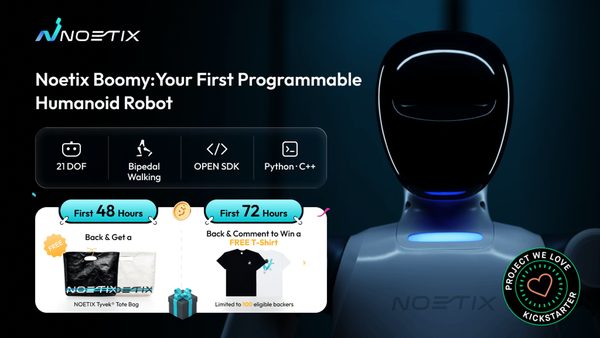 NOETIX
Noetix Boomy:Your First Programmable
Humanoid Robot
21 DOF
Bipedal
Walking
OPEN SDK
Python · C++
First 48 Hours
Back & Get a
FREE
NOETIX
NOETIX
NOETIX Tyvek® Tote Bag
First 72 Hours
Back & Comment to Win a
FREE T-Shirt
Limited to 100 eligible backers
NOETIX
PROJECT WE LOVE
KICKSTARTER